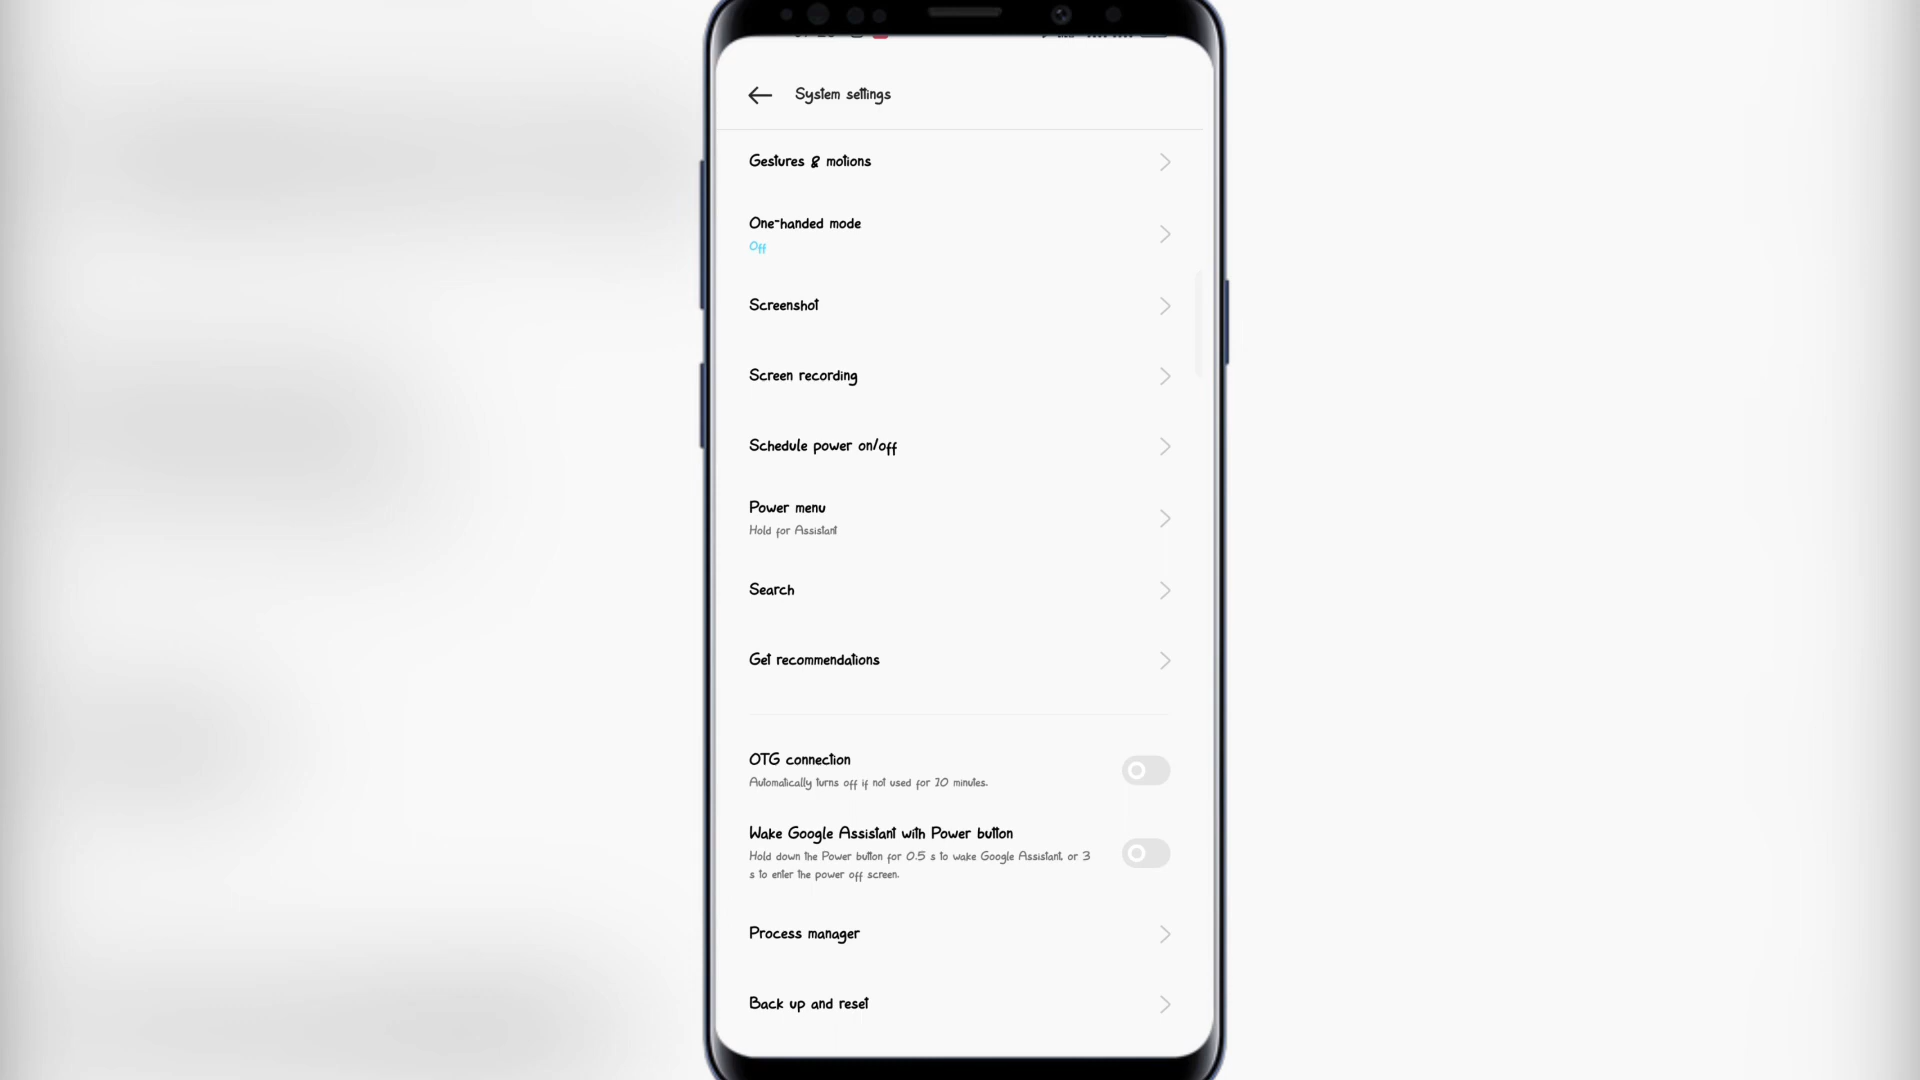 System settings
Gestures & motions
One-handed mode
Off
Screenshot
Screen recording
Schedule power on/off
Power menu
Hold for Assistant
Search
Get recommendations
OTG connection
Automatically turns off if not used for 10 minutes.
Wake Google Assistant with Power button
Hold down the Power button for 0.5 s to wake Google Assistant, or 3
s to enter the power off screen.
Process manager
Back up and reset